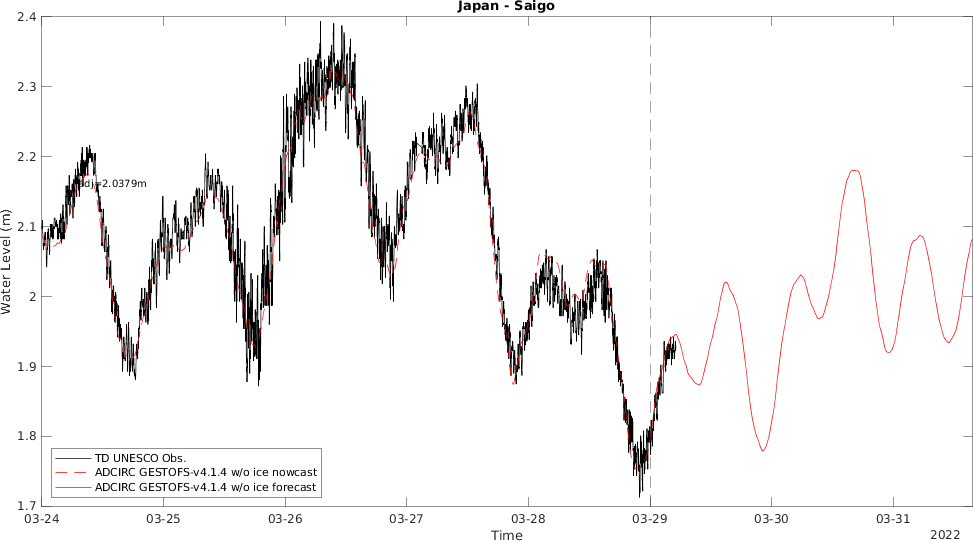 Japan - Saigo
2.4
2.3
2.2
2.1
2
1.9
1.8
1.7
Water Level (m)
=2.0379m
TD UNESCO Obs.
ADCIRC GESTOFS-v4.1.4 w/o ice nowcast
ADCIRC GESTOFS-v4.1.4 w/o ice forecast
03-24
03-25
03-26
03-27
03-28
03-29
03-30
03-31
Time
2022